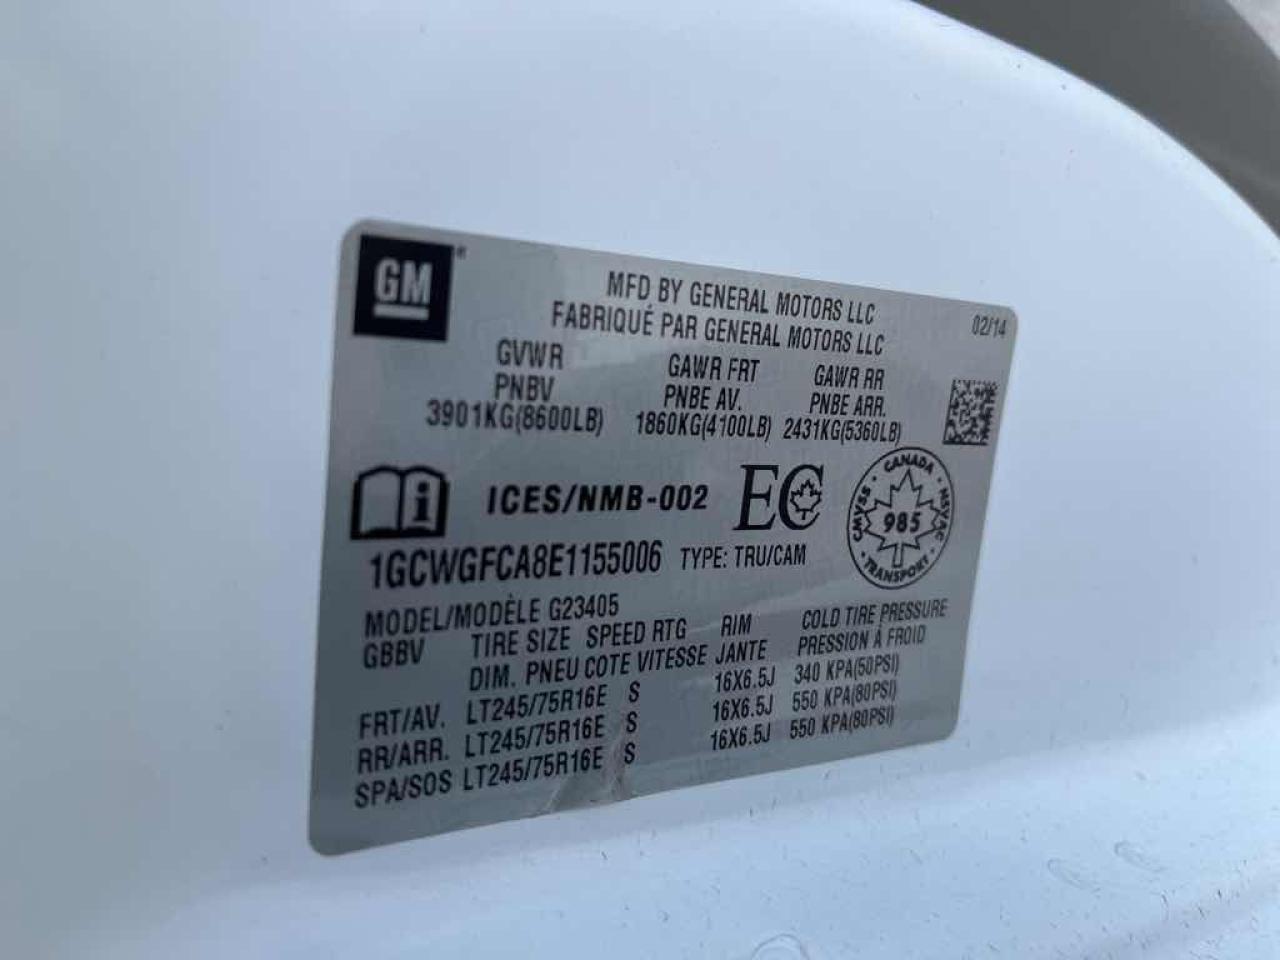 GM
MFD BY GENERAL MOTORS LLC
FABRIQUÉ PAR GENERAL MOTORS LLC
02/14
GVWR GAWR FRT GAWR RR
PNBV PNBE AV. PNBE ARR.
3901KG(8600LB) 1860KG(4100LB) 2431KG(5360LB)
ICES/NMB-002 EC
CANADA
CMVSS · NSVAC
985
TRANSPORT
1GCWGFCA8E1155006 TYPE: TRU/CAM
MODEL/MODÈLE G23405
GBBV TIRE SIZE SPEED RTG RIM COLD TIRE PRESSURE
DIM. PNEU COTE VITESSE JANTE PRESSION À FROID
FRT/AV. LT245/75R16E S 16X6.5J 340 KPA(50PSI)
RR/ARR. LT245/75R16E S 16X6.5J 550 KPA(80PSI)
SPA/SOS LT245/75R16E S 16X6.5J 550 KPA(80PSI)